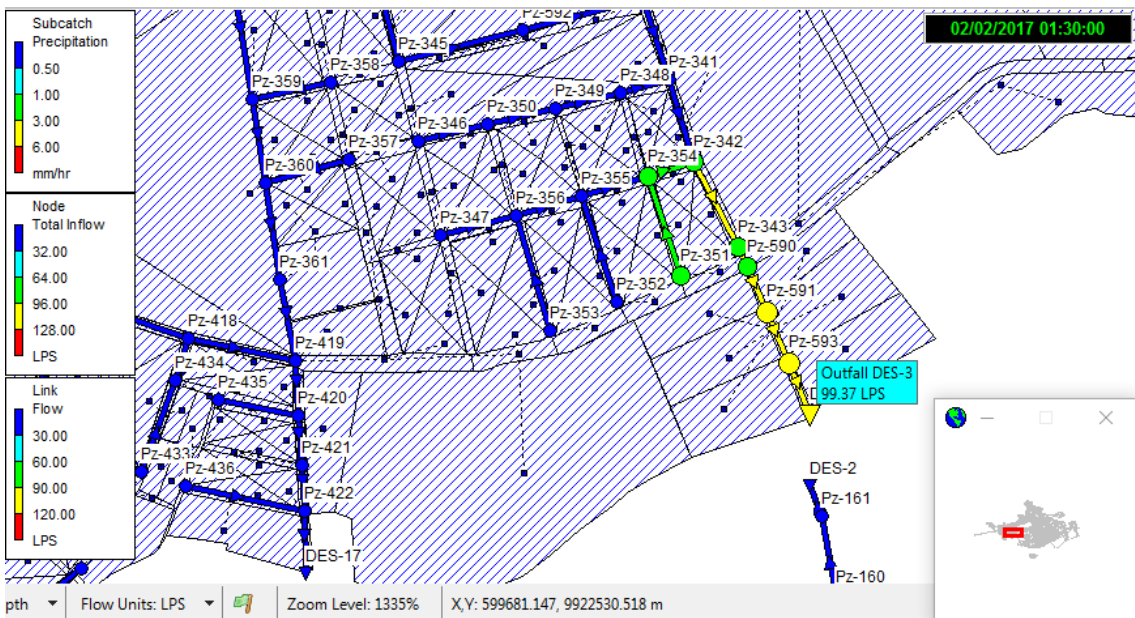 Subcatch
Precipitation
0.50
1.00
3.00
6.00
mm/hr
Node
Total Inflow
32.00
64.00
96.00
128.00
LPS
Link
Flow
30.00
60.00
90.00
120.00
LPS
02/02/2017 01:30:00
Pz-592
Pz-345
Pz-358
Pz-359
Pz-341
Pz-348
Pz-349
Pz-350
Pz-346
Pz-357
Pz-342
Pz-354
Pz-360
Pz-355
Pz-356
Pz-347
Pz-343
Pz-590
Pz-351
Pz-361
Pz-352
Pz-591
Pz-353
Pz-418
Pz-419
Pz-593
Pz-434
Pz-435
Outfall DES-3
99.37 LPS
D
Pz-420
Pz-421
Pz-433
Pz-436
Pz-422
DES-2
Pz-161
DES-17
Pz-160
pth
Flow Units: LPS
Zoom Level: 1335%
X,Y: 599681.147, 9922530.518 m